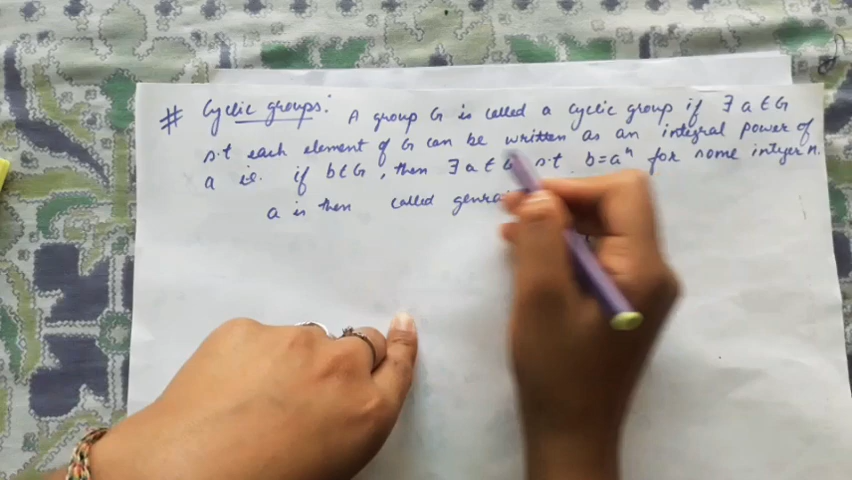 # Cyclic groups: A group G is called a cyclic group if ∃ a ∈ G
s.t each element of G can be written as an integral power of
a i.e. if b ∈ G, then ∃ a ∈ G s.t. b = aⁿ for some integer n.
a is then called